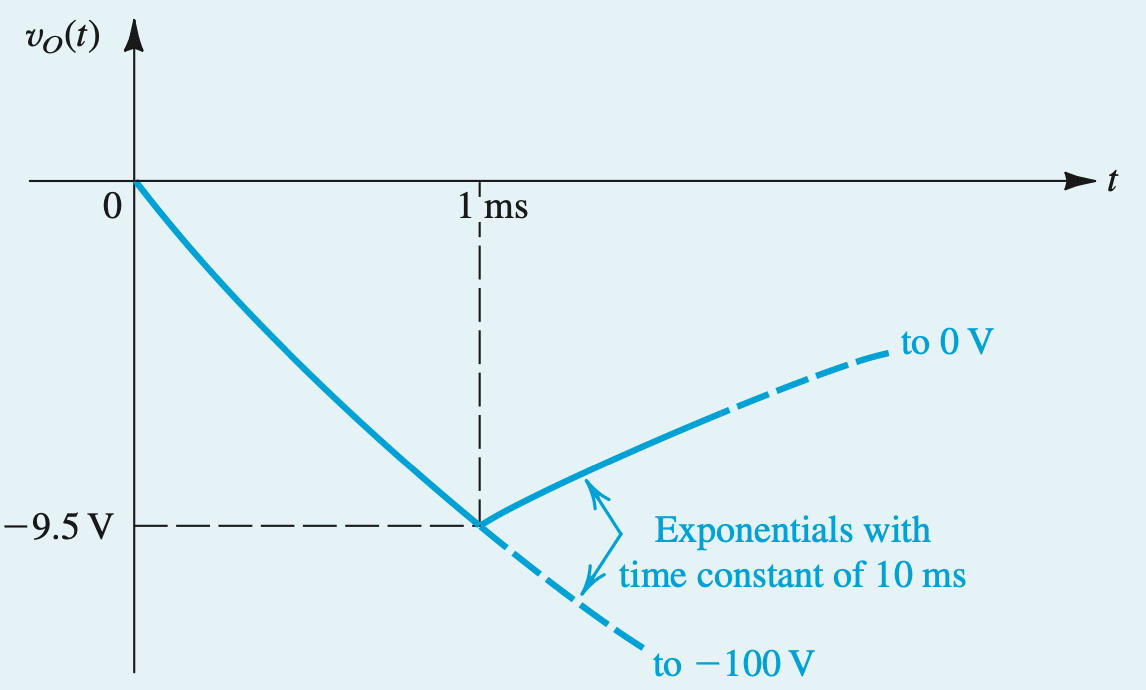 v_O(t)
0
1 ms
t
to 0 V
−9.5 V
Exponentials with
time constant of 10 ms
to −100 V